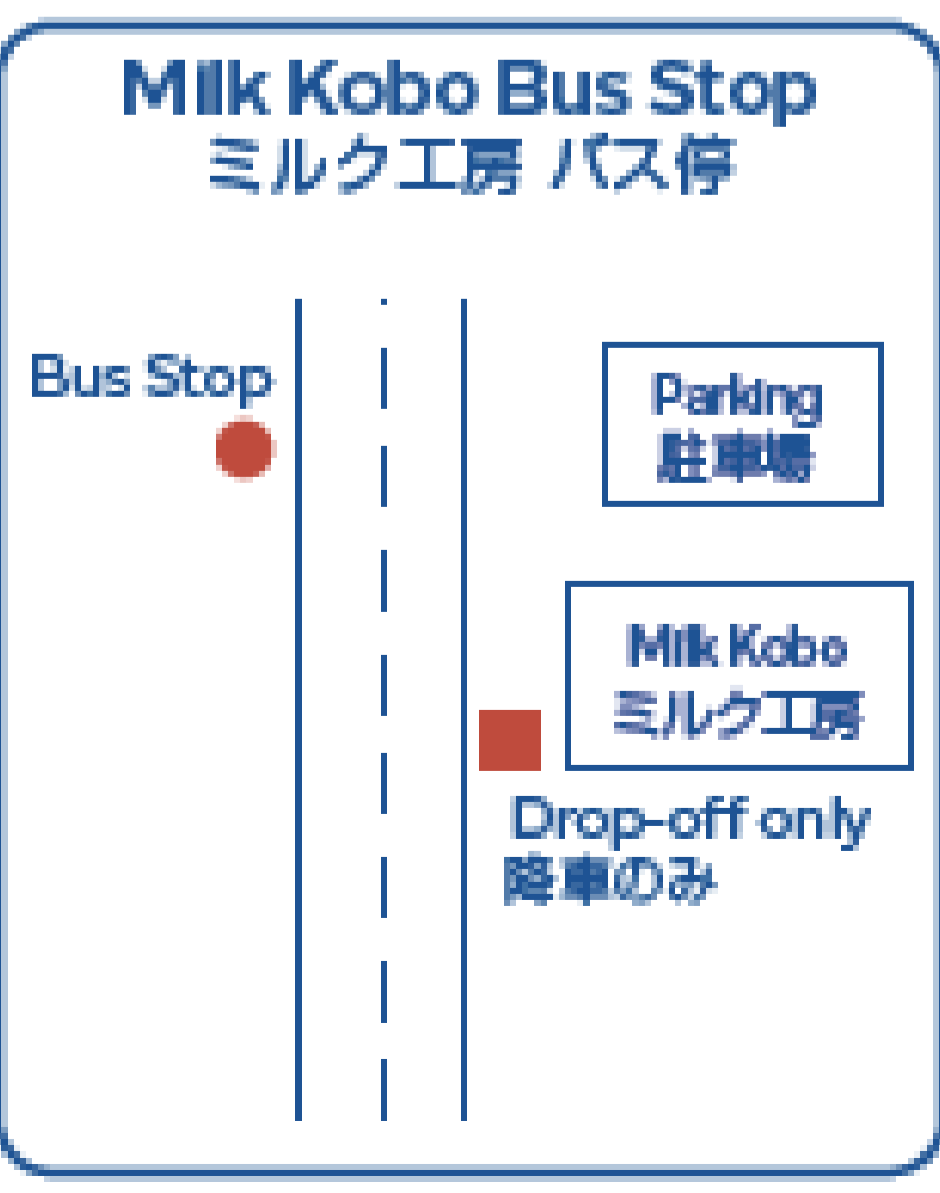 Milk Kobo Bus Stop
ミルク工房 バス停
Bus Stop
Parking
駐車場
Milk Kobo
ミルク工房
Drop-off only
降車のみ